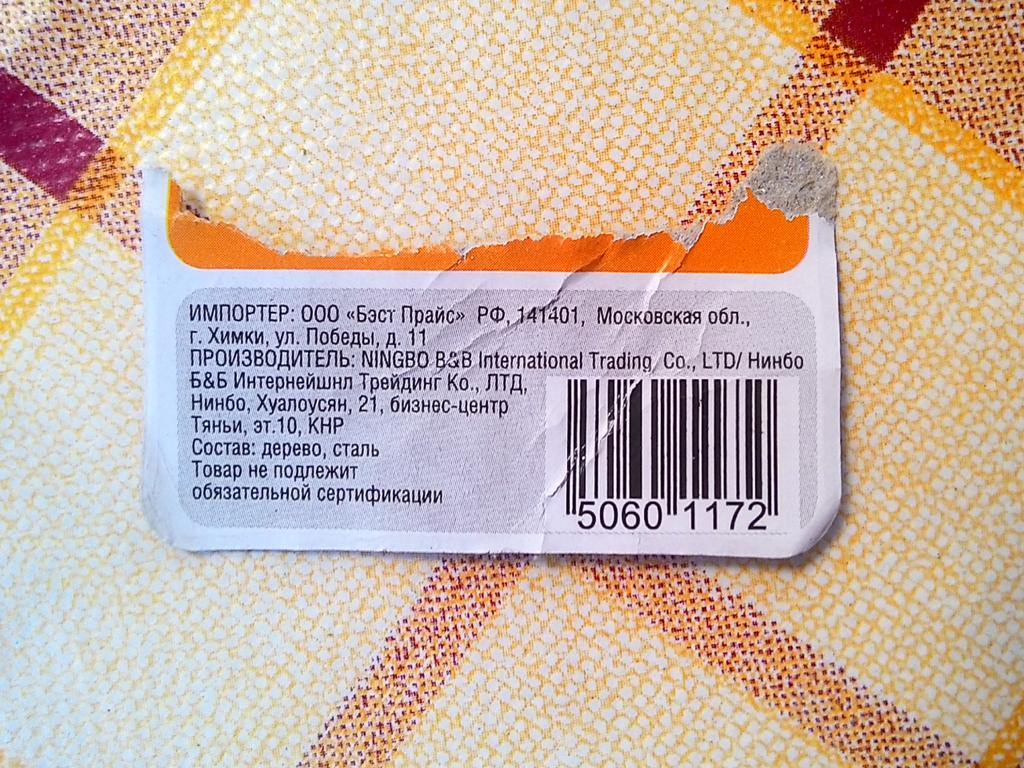 ИМПОРТЕР: ООО «Бэст Прайс» РФ, 141401, Московская обл.,
г. Химки, ул. Победы, д. 11
ПРОИЗВОДИТЕЛЬ: NINGBO B&B International Trading Co., LTD/ Нинбо
Б&Б Интернейшнл Трейдинг Ко., ЛТД,
Нинбо, Хуалоусян, 21, бизнес-центр
Тяньи, эт.10, КНР
Состав: дерево, сталь
Товар не подлежит
обязательной сертификации
5060 1172